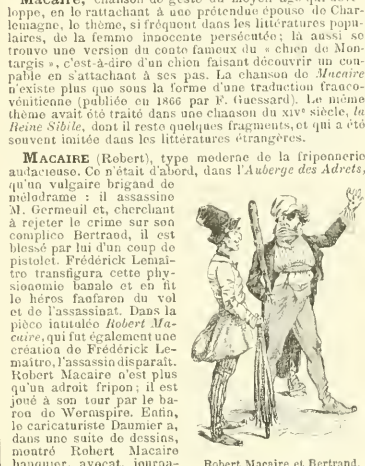 MACAIRE, chanson de geste du moyen âge
loppe, en le rattachant à une prétendue épouse de Char-
lemagne, le thème, si fréquent dans les littératures popu-
laires, de la femme innocente persécutée; là aussi se
trouve une version du conte fameux du « chien de Mon-
targis », c'est-à-dire d'un chien faisant découvrir un cou-
pable en s'attachant à ses pas. La chanson de Macaire
n'existe plus que sous la forme d'une traduction franco-
vénitienne (publiée en 1866 par F. Guessard). Le même
thème avait été traité dans une chanson du XIVe siècle, la
Reine Sibile, dont il reste quelques fragments, et qui a été
souvent imitée dans les littératures étrangères.
MACAIRE (Robert), type moderne de la friponnerie
audacieuse. Ce n'était d'abord, dans l'Auberge des Adrets,
qu'un vulgaire brigand de
mélodrame : il assassine
M. Germeuil et, cherchant
à rejeter le crime sur son
complice Bertrand, il est
blessé par lui d'un coup de
pistolet. Frédérick Lemaî-
tre transfigura cette phy-
sionomie banale et en fit
le héros fanfaron du vol
et de l'assassinat. Dans la
pièce intitulée Robert Ma-
caire, qui fut également une
création de Frédérick Le-
maître, l'assassin disparaît.
Robert Macaire n'est plus
qu'un adroit fripon; il est
joué à son tour par le ba-
ron de Wormspire. Enfin,
le caricaturiste Daumier a,
dans une suite de dessins,
montré Robert Macaire
banquier, avocat, journa-
Robert Macaire et Bertrand.